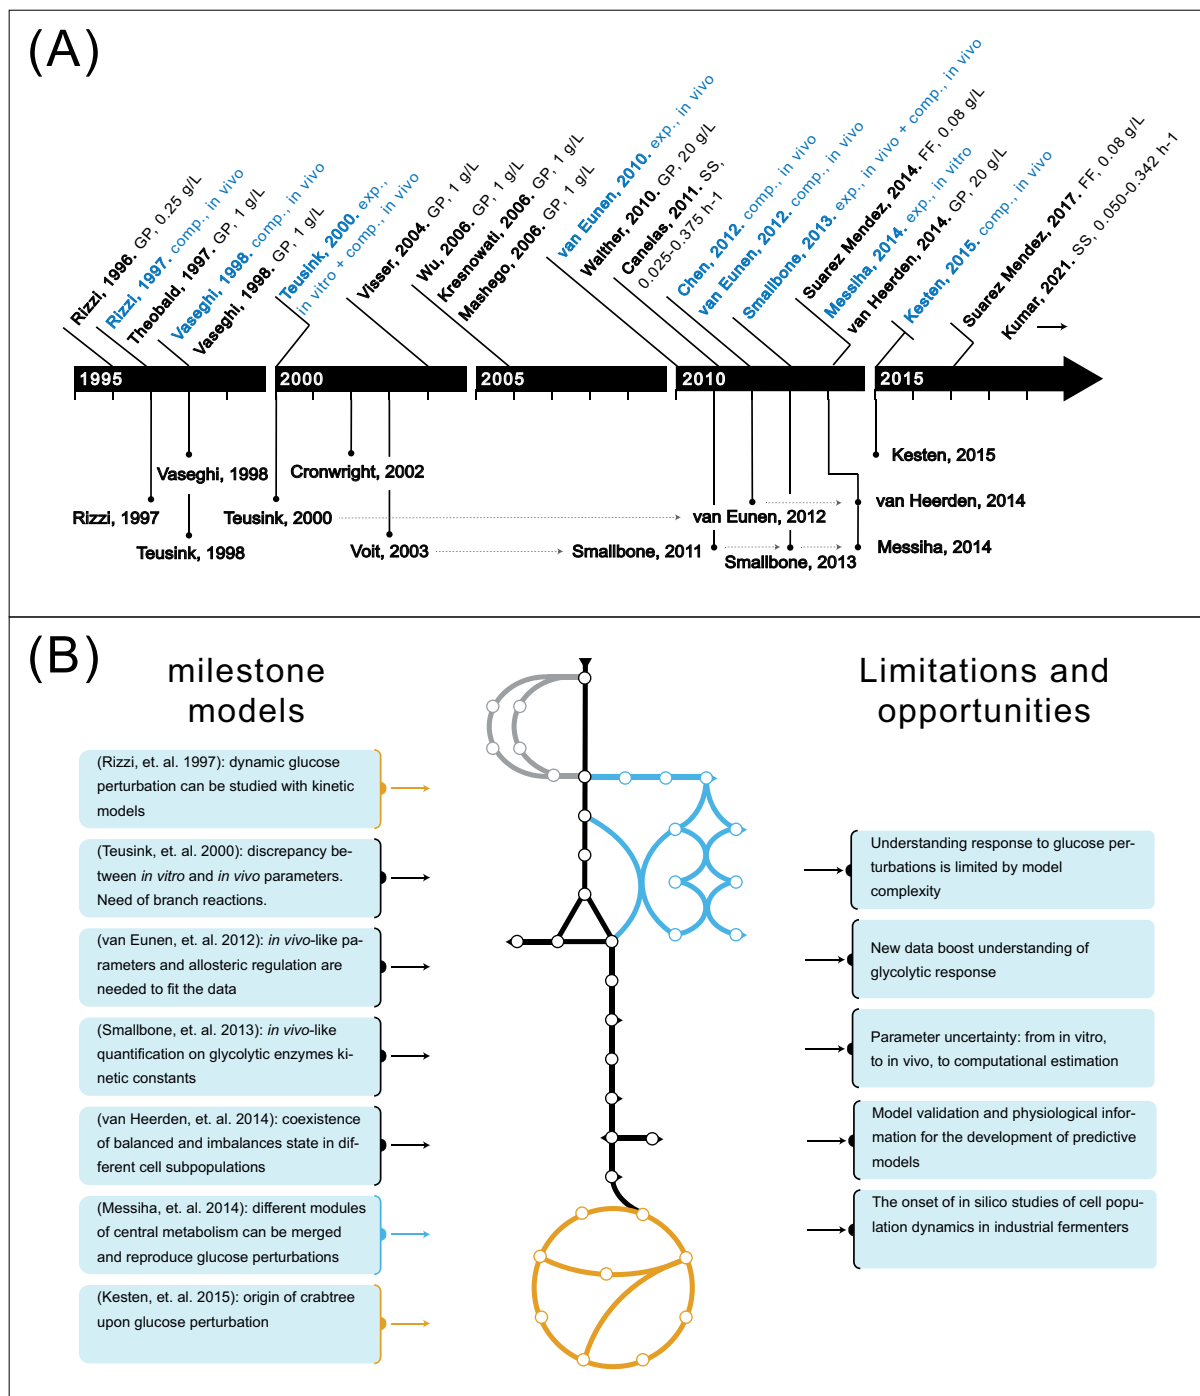 (A)
Rizzi, 1996. GP, 0.25 g/L
Rizzi, 1997. comp., in vivo
Theobald, 1997. GP, 1 g/L
Vaseghi, 1998. comp., in vivo
Vaseghi, 1998. GP, 1 g/L
Teusink, 2000. exp.,
in vitro + comp., in vivo
Visser, 2004. GP, 1 g/L
Wu, 2006. GP, 1 g/L
Kresnowati, 2006. GP, 1 g/L
Mashego, 2006. GP, 1 g/L
van Eunen, 2010. exp., in vivo
Walther, 2010. GP, 20 g/L
Canelas, 2011. SS,
0.025-0.375 h-1
Chen, 2012. comp., in vivo
van Eunen, 2012. comp., in vivo
Smallbone, 2013. exp., in vivo + comp., in vivo
Suarez Mendez, 2014. FF, 0.08 g/L
Messiha, 2014. exp., in vitro
van Heerden, 2014. GP, 20 g/L
Kesten, 2015. comp., in vivo
Suarez Mendez, 2017. FF, 0.08 g/L
Kumar, 2021. SS, 0.050-0.342 h-1
1995 2000 2005 2010 2015
Vaseghi, 1998 Cronwright, 2002 Kesten, 2015
Rizzi, 1997 Teusink, 2000 van Eunen, 2012 van Heerden, 2014
Teusink, 1998 Voit, 2003 Smallbone, 2011 Smallbone, 2013 Messiha, 2014
(B)
milestone
models
(Rizzi, et. al. 1997): dynamic glucose
perturbation can be studied with kinetic
models
(Teusink, et. al. 2000): discrepancy be-
tween in vitro and in vivo parameters.
Need of branch reactions.
(van Eunen, et. al. 2012): in vivo-like pa-
rameters and allosteric regulation are
needed to fit the data
(Smallbone, et. al. 2013): in vivo-like
quantification on glycolytic enzymes ki-
netic constants
(van Heerden, et. al. 2014): coexistence
of balanced and imbalances state in dif-
ferent cell subpopulations
(Messiha, et. al. 2014): different modules
of central metabolism can be merged
and reproduce glucose perturbations
(Kesten, et. al. 2015): origin of crabtree
upon glucose perturbation
Limitations and
opportunities
Understanding response to glucose per-
turbations is limited by model
complexity
New data boost understanding of
glycolytic response
Parameter uncertainty: from in vitro,
to in vivo, to computational estimation
Model validation and physiological infor-
mation for the development of predictive
models
The onset of in silico studies of cell popu-
lation dynamics in industrial fermenters